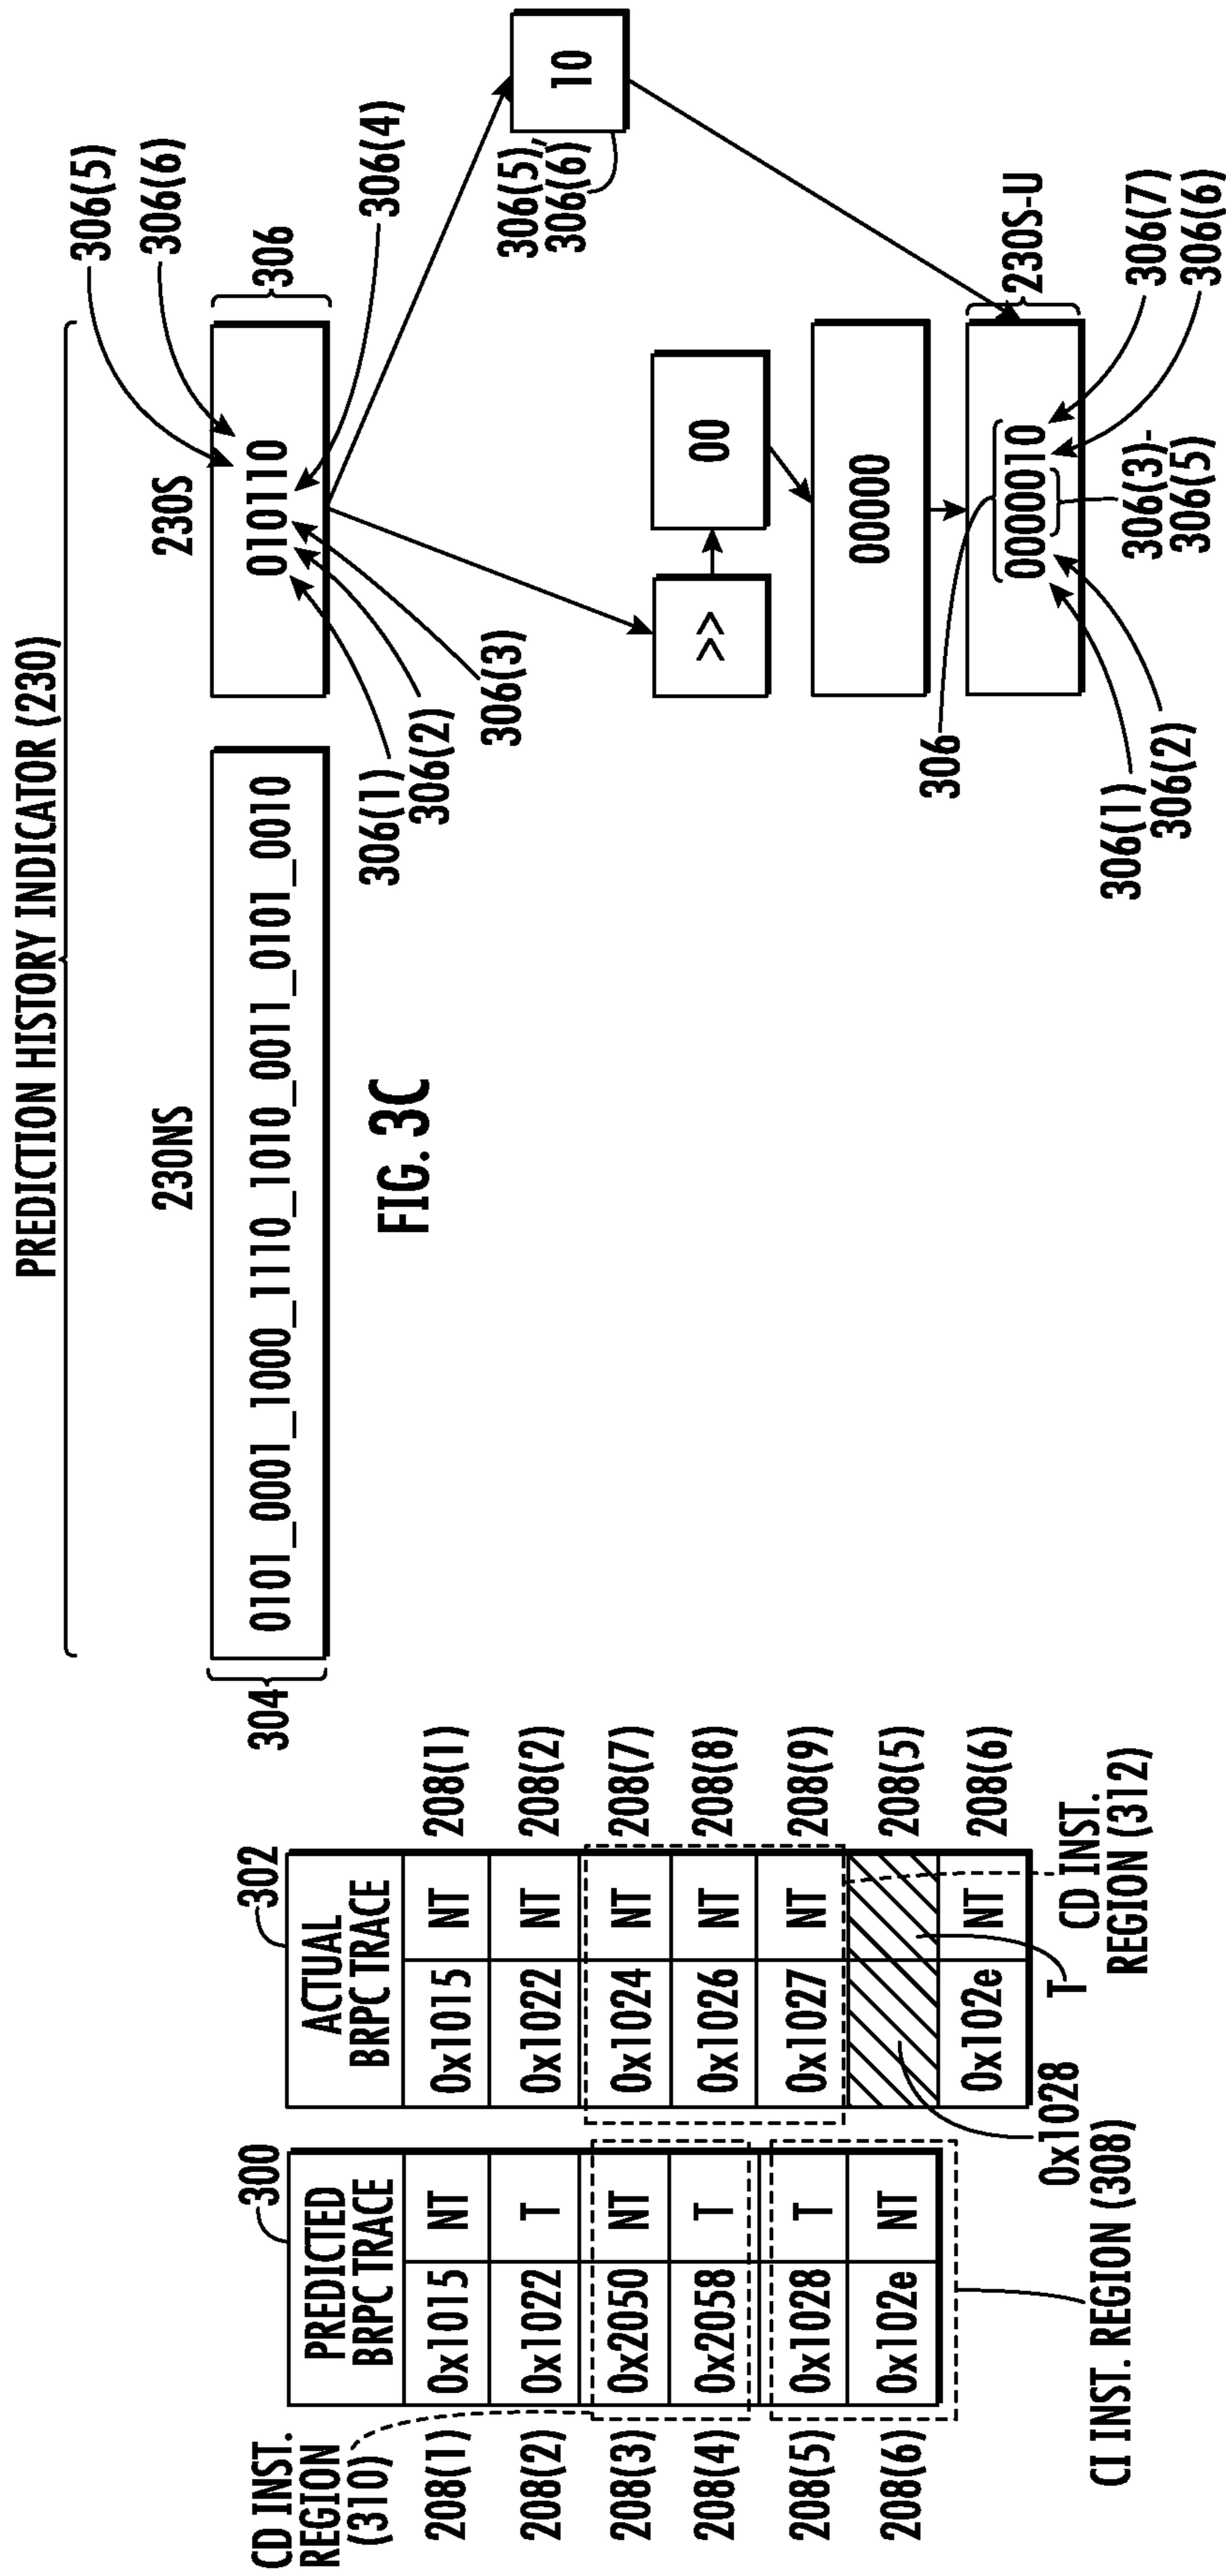 PREDICTION HISTORY INDICATOR (230)
230NS
230S
304
0101_0001_1000_1110_1010_0011_0101_0010
010110
306
306(5)
306(6)
306(1)
306(2)
306(3)
306(4)
306(5),
306(6)
10
>>
00
00000
306
0000010
230S-U
306(1)
306(2)
306(3)-
306(5)
306(7)
306(6)
FIG. 3C
300
PREDICTED
BRPC TRACE
208(1) 0x1015 NT
208(2) 0x1022 T
208(3) 0x2050 NT
208(4) 0x2058 T
208(5) 0x1028 T
208(6) 0x102e NT
CD INST.
REGION
(310)
CI INST. REGION (308)
302
ACTUAL
BRPC TRACE
0x1015 NT 208(1)
0x1022 NT 208(2)
0x1024 NT 208(7)
0x1026 NT 208(8)
0x1027 NT 208(9)
208(5)
0x102e NT 208(6)
0x1028
T
CD INST.
REGION (312)